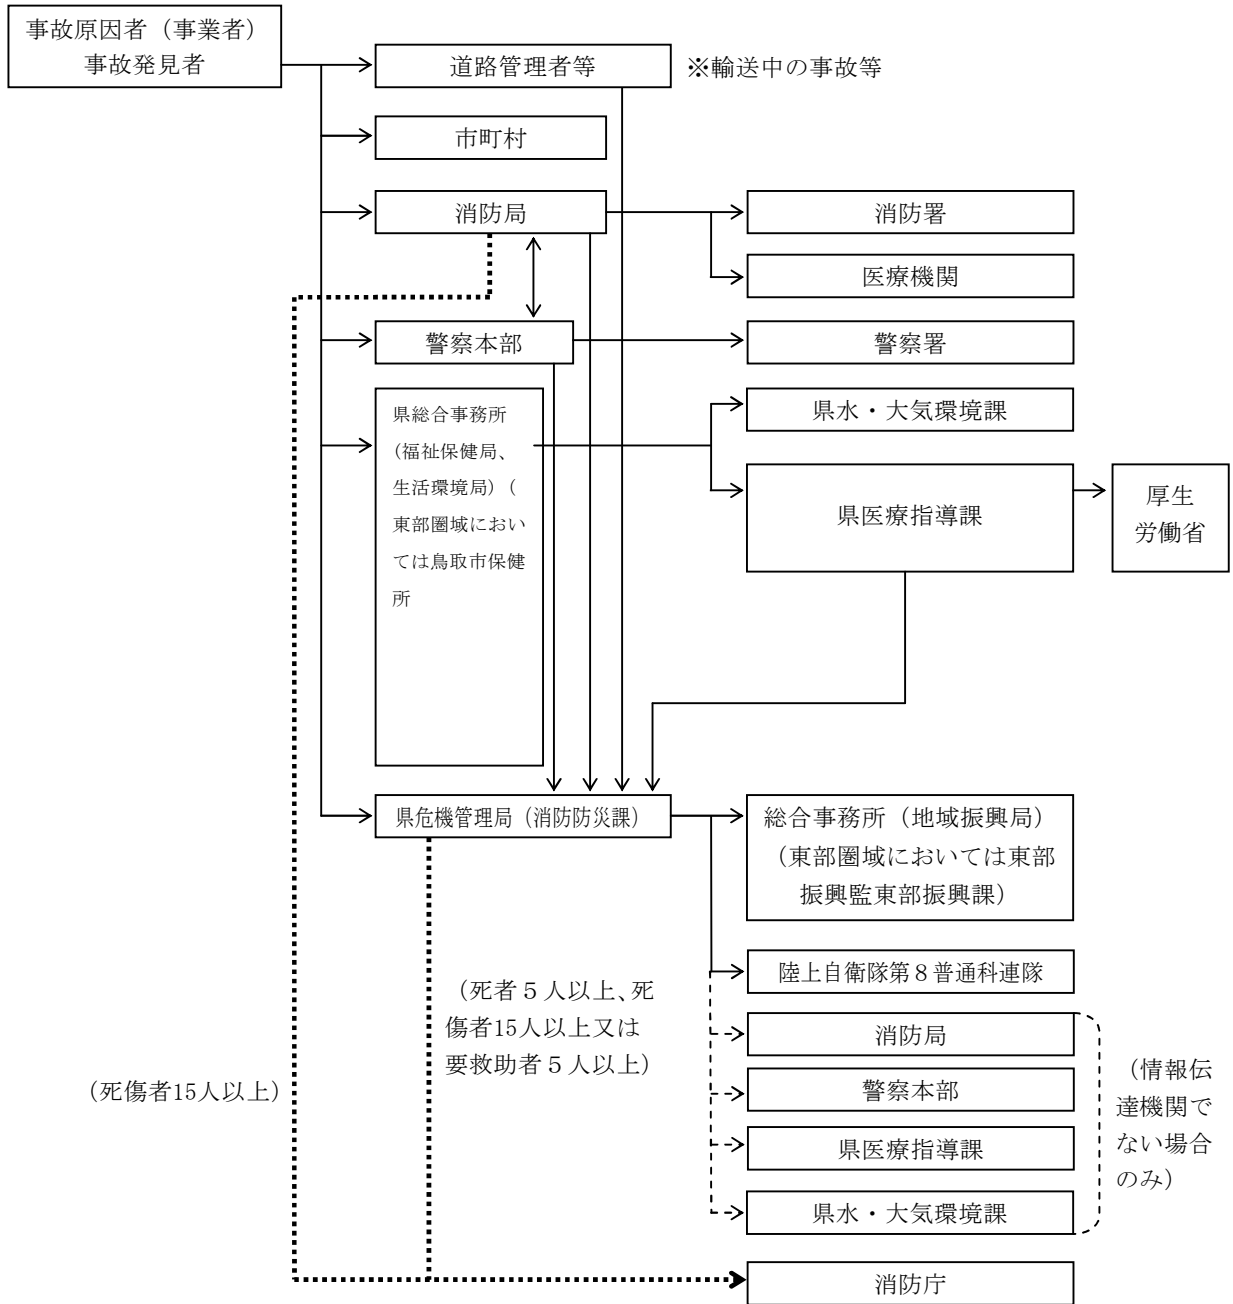 事故原因者（事業者）
事故発見者
道路管理者等
※輸送中の事故等
市町村
消防局
消防署
医療機関
警察本部
警察署
県総合事務所
(福祉保健局、
生活環境局)（
東部圏域におい
ては鳥取市保健
所
県水・大気環境課
県医療指導課
厚生
労働省
県危機管理局（消防防災課）
総合事務所（地域振興局）
（東部圏域においては東部
振興監東部振興課）
陸上自衛隊第８普通科連隊
（死者５人以上、死
傷者15人以上又は
要救助者５人以上）
消防局
（死傷者15人以上）
警察本部
（情報伝
達機関で
ない場合
のみ）
県医療指導課
県水・大気環境課
消防庁